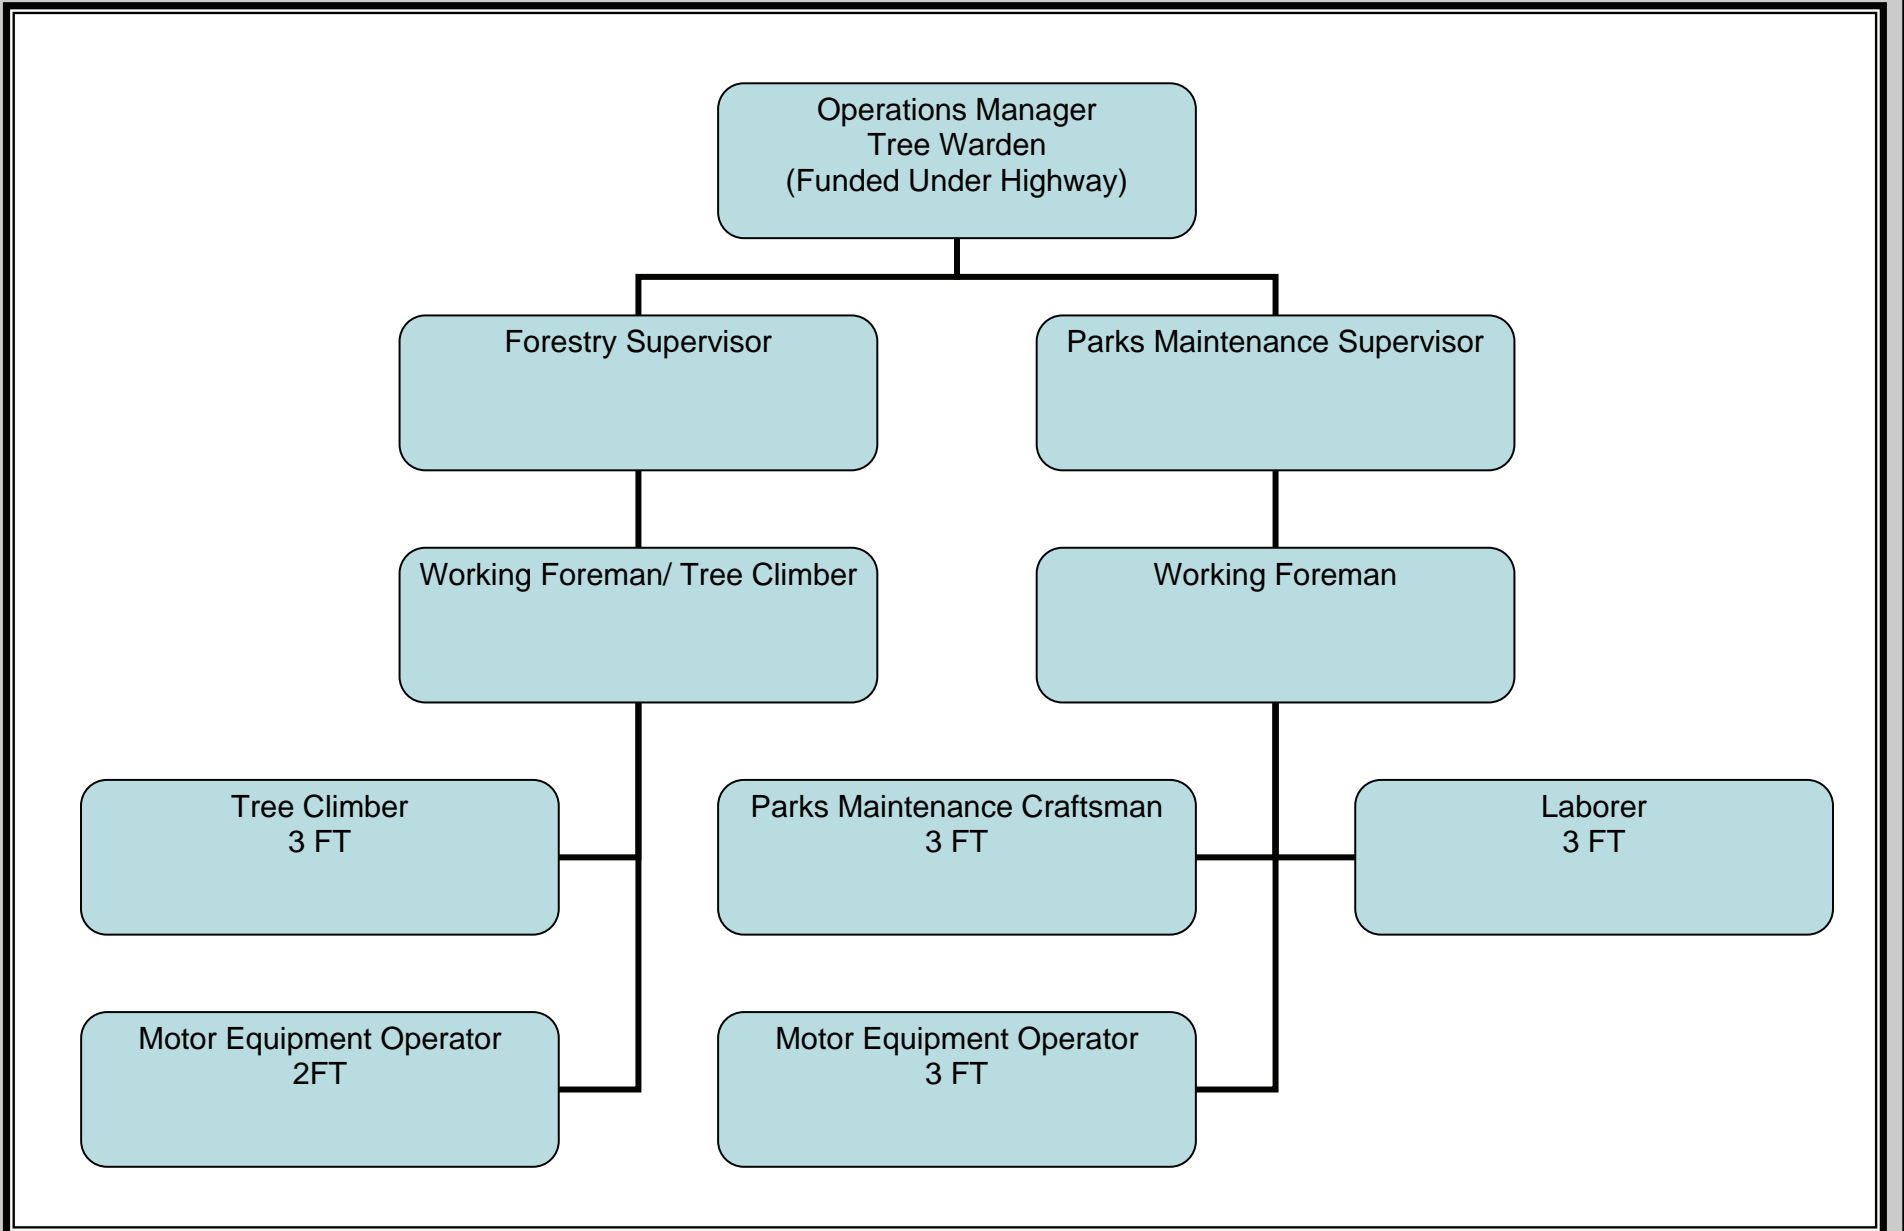 Operations Manager
Tree Warden
(Funded Under Highway)
Forestry Supervisor
Parks Maintenance Supervisor
Working Foreman/ Tree Climber
Working Foreman
Tree Climber
3 FT
Parks Maintenance Craftsman
3 FT
Laborer
3 FT
Motor Equipment Operator
2FT
Motor Equipment Operator
3 FT